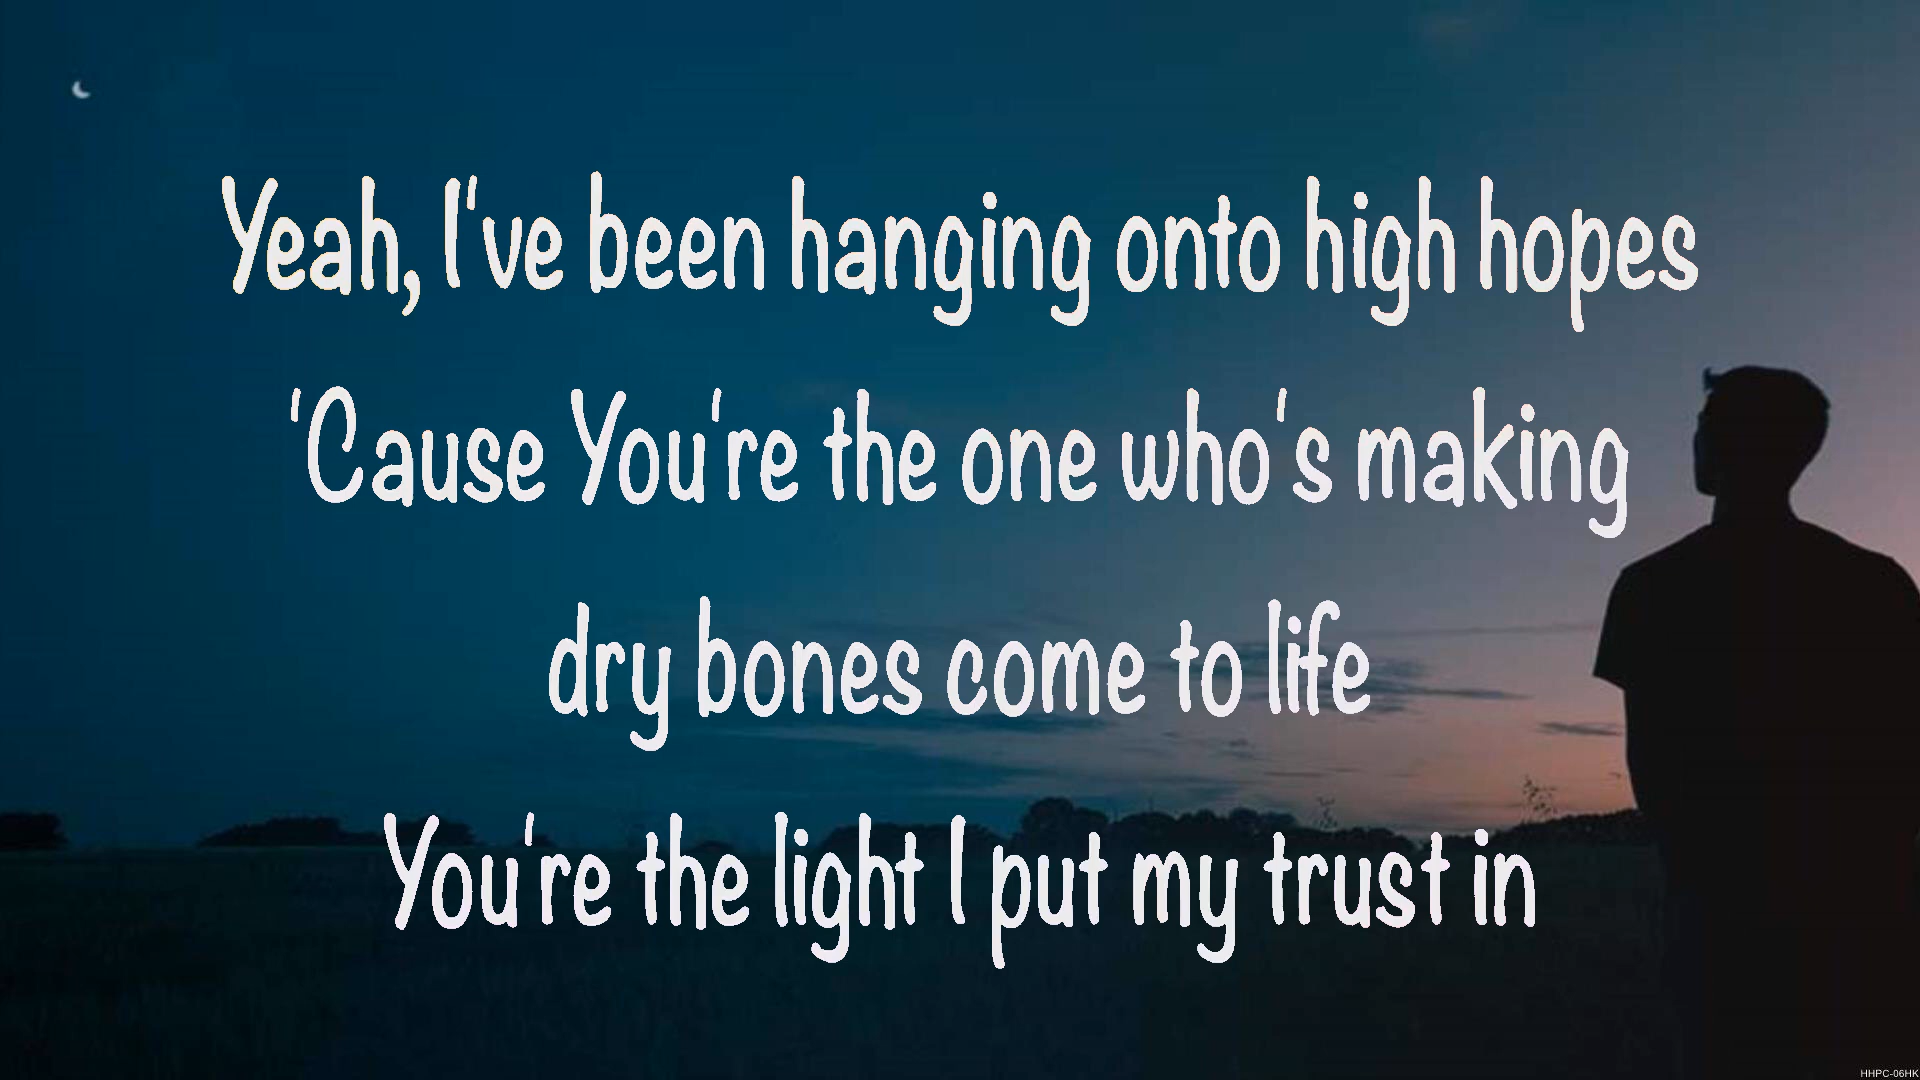 Yeah, I've been hanging onto high hopes
'Cause You're the one who's making
dry bones come to life
You're the light I put my trust in
HHPC-06HK